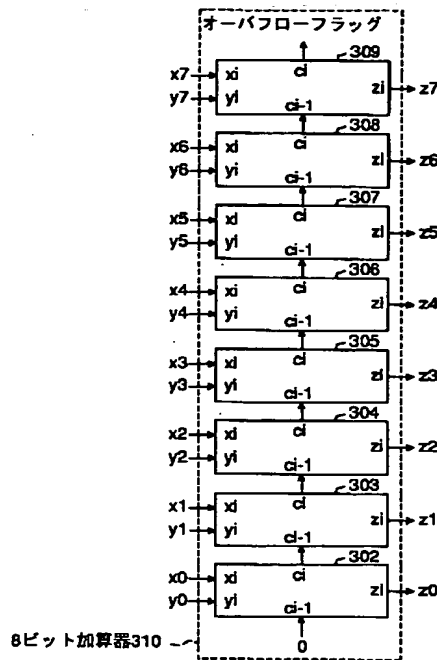 オーバフローフラッグ
309
x7 xi ci zi z7
y7 yi ci-1
308
x6 xi ci zi z6
y6 yi ci-1
307
x5 xi ci zi z5
y5 yi ci-1
306
x4 xi ci zi z4
y4 yi ci-1
305
x3 xi ci zi z3
y3 yi ci-1
304
x2 xi ci zi z2
y2 yi ci-1
303
x1 xi ci zi z1
y1 yi ci-1
302
x0 xi ci zi z0
y0 yi ci-1
8ビット加算器310
0